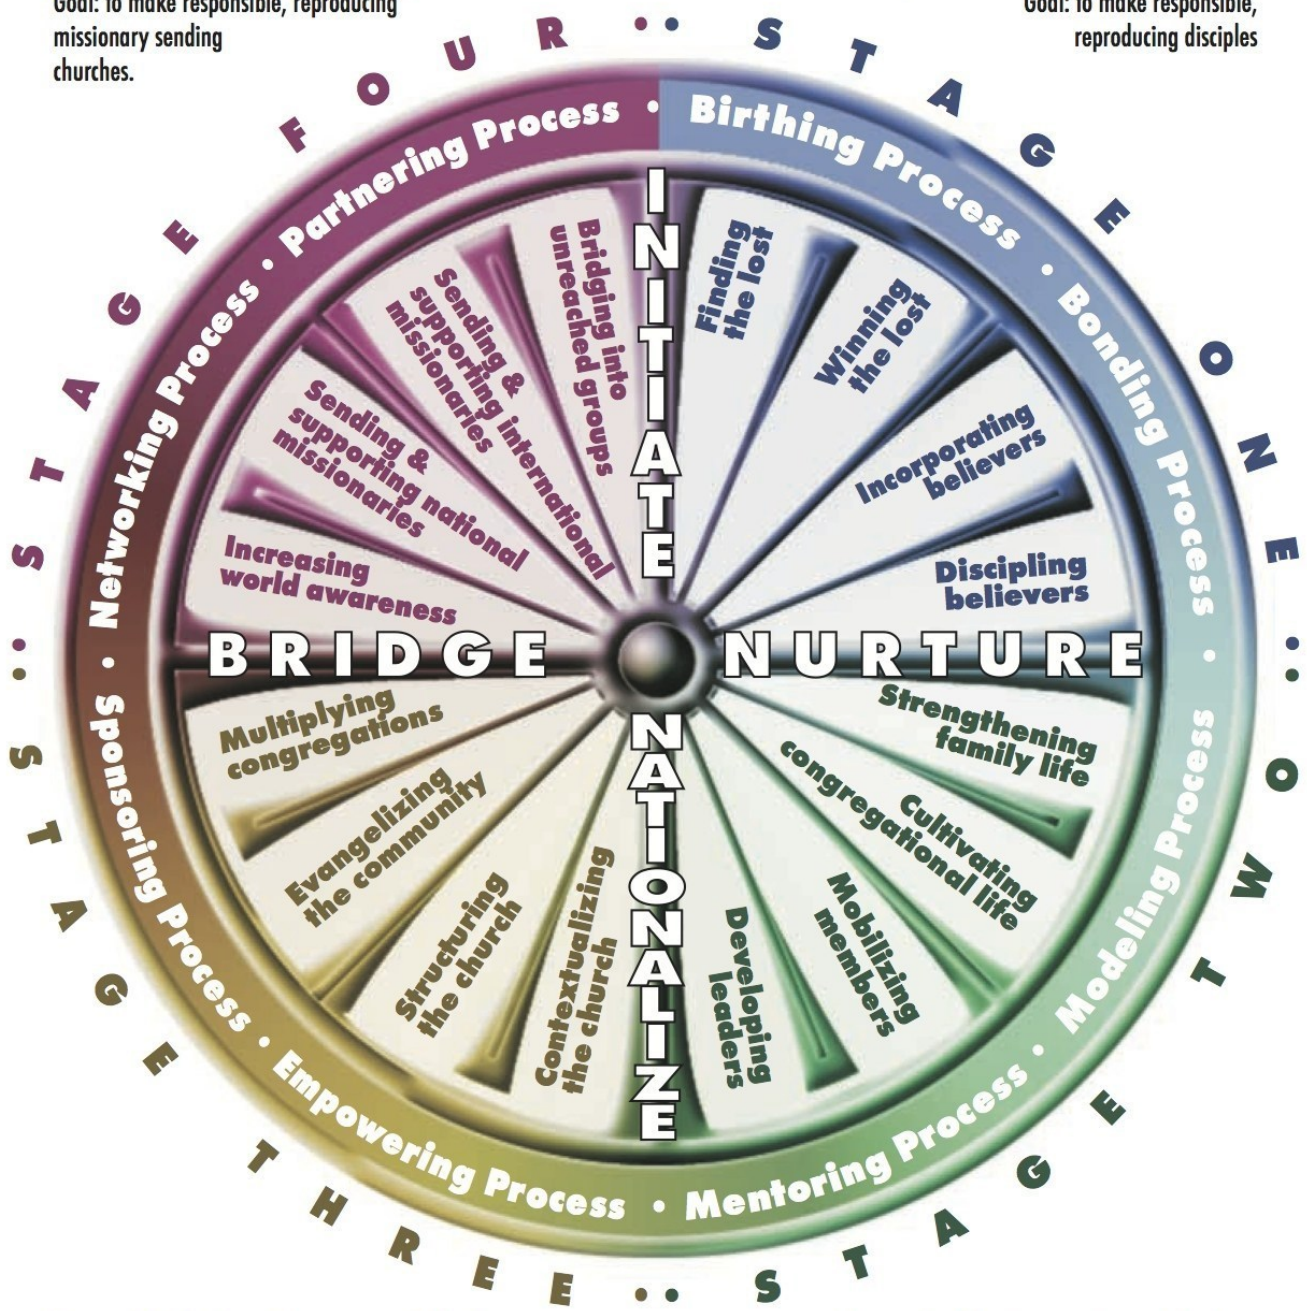 Goal: to make responsible, reproducing
missionary sending
churches.
Goal: to make responsible,
reproducing disciples
STAGE ONE
STAGE TWO
STAGE THREE
STAGE FOUR
Birthing Process
Bonding Process
Modeling Process
Mentoring Process
Empowering Process
Sponsoring Process
Networking Process
Partnering Process
INITIATE
NURTURE
NATIONALIZE
BRIDGE
Finding
the lost
Winning
the lost
Incorporating
believers
Discipling
believers
Strengthening
family life
Cultivating
congregational life
Mobilizing
members
Developing
leaders
Contextualizing
the church
Structuring
the church
Evangelizing
the community
Multiplying
congregations
Increasing
world awareness
Sending &
supporting national
missionaries
Sending &
supporting international
missionaries
Bridging into
unreached groups